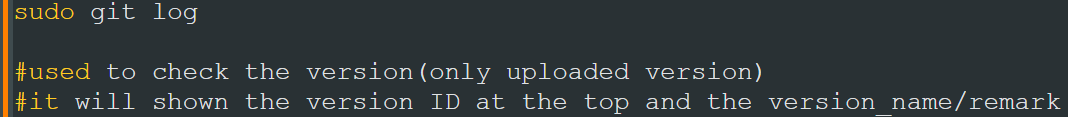 sudo git log
#used to check the version(only uploaded version)
#it will shown the version ID at the top and the version_name/remark